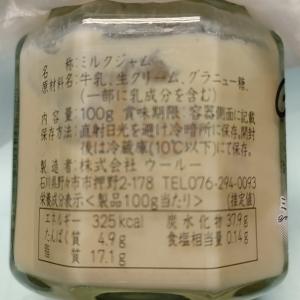 名　　　称:ミルクジャム
原材料名:牛乳、生クリーム、グラニュー糖、
(一部に乳成分を含む)
内容量:100g 賞味期限:容器側面に記載
保存方法:直射日光を避け冷暗所に保存。開封
後は冷蔵庫(10℃以下)にて保存。
製造者:株式会社 ウールー
石川県野々市市押野2-178 TEL076-294-0093
栄養成分表示<製品100g当たり>(推定値)
エネルギー 325kcal 炭水化物 37.9g
たんぱく質 4.9g 食塩相当量 0.14g
脂質 17.1g